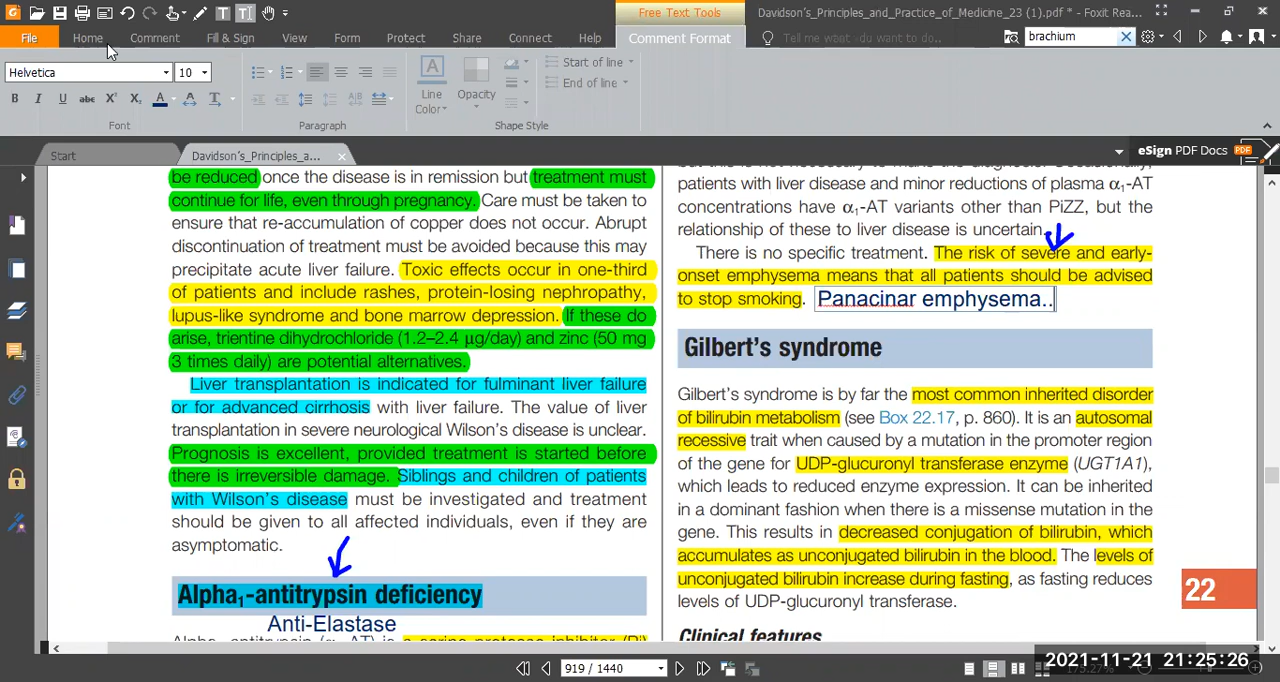 Free Text Tools
Davidson's_Principles_and_Practice_of_Medicine_23 (1).pdf * - Foxit Rea...
File Home Comment Fill & Sign View Form Protect Share Connect Help Comment Format Tell me what you want to do.. brachium
Helvetica 10
Line Color
Opacity
Start of line
End of line
Font Paragraph Shape Style
Start Davidson's_Principles_a... eSign PDF Docs PDF
be reduced once the disease is in remission but treatment must
continue for life, even through pregnancy. Care must be taken to
ensure that re-accumulation of copper does not occur. Abrupt
discontinuation of treatment must be avoided because this may
precipitate acute liver failure. Toxic effects occur in one-third
of patients and include rashes, protein-losing nephropathy,
lupus-like syndrome and bone marrow depression. If these do
arise, trientine dihydrochloride (1.2–2.4 µg/day) and zinc (50 mg
3 times daily) are potential alternatives.
Liver transplantation is indicated for fulminant liver failure
or for advanced cirrhosis with liver failure. The value of liver
transplantation in severe neurological Wilson's disease is unclear.
Prognosis is excellent, provided treatment is started before
there is irreversible damage. Siblings and children of patients
with Wilson's disease must be investigated and treatment
should be given to all affected individuals, even if they are
asymptomatic.
Alpha₁-antitrypsin deficiency
Anti-Elastase
patients with liver disease and minor reductions of plasma α₁-AT
concentrations have α₁-AT variants other than PiZZ, but the
relationship of these to liver disease is uncertain.
There is no specific treatment. The risk of severe and early-
onset emphysema means that all patients should be advised
to stop smoking. Panacinar emphysema..
Gilbert's syndrome
Gilbert's syndrome is by far the most common inherited disorder
of bilirubin metabolism (see Box 22.17, p. 860). It is an autosomal
recessive trait when caused by a mutation in the promoter region
of the gene for UDP-glucuronyl transferase enzyme (UGT1A1),
which leads to reduced enzyme expression. It can be inherited
in a dominant fashion when there is a missense mutation in the
gene. This results in decreased conjugation of bilirubin, which
accumulates as unconjugated bilirubin in the blood. The levels of
unconjugated bilirubin increase during fasting, as fasting reduces
levels of UDP-glucuronyl transferase.
Clinical features
22
919 / 1440
2021-11-21 21:25:26